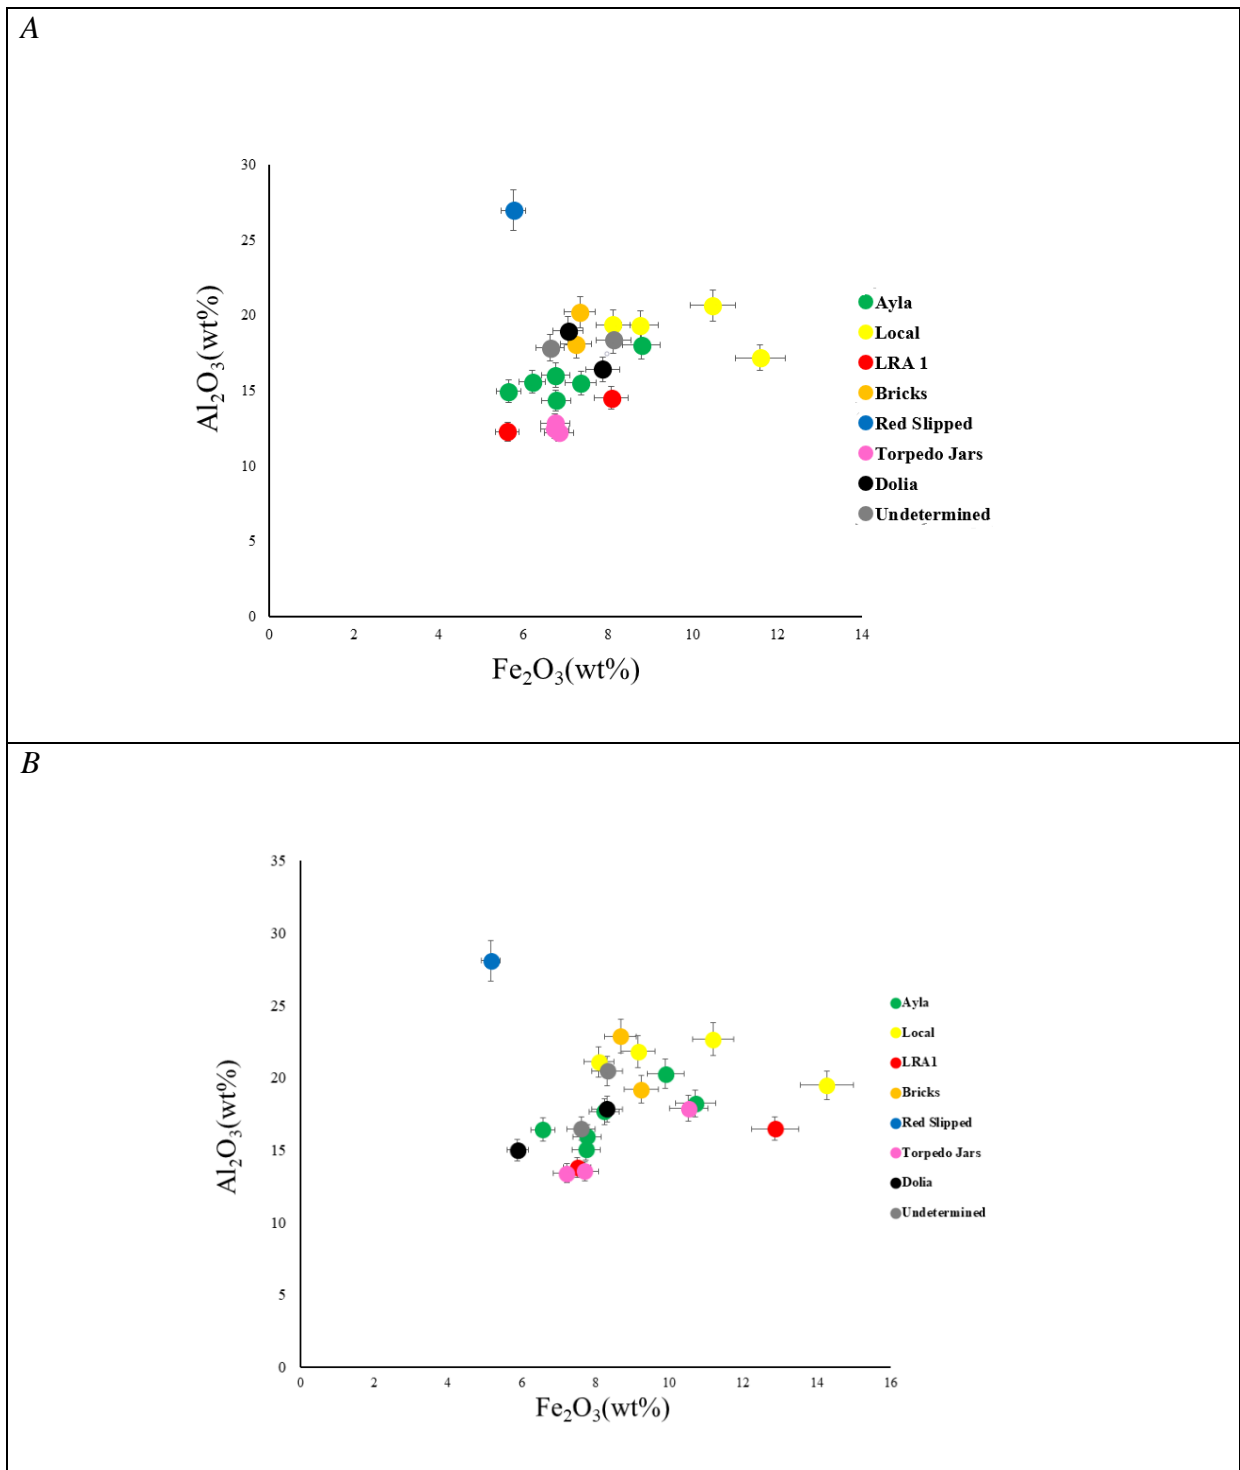 A
30
25
20
15
10
5
0
Al₂O₃(wt%)
0 2 4 6 8 10 12 14
Fe₂O₃(wt%)
Ayla
Local
LRA 1
Bricks
Red Slipped
Torpedo Jars
Dolia
Undetermined
B
35
30
25
20
15
10
5
0
Al₂O₃(wt%)
0 2 4 6 8 10 12 14 16
Fe₂O₃(wt%)
Ayla
Local
LRA1
Bricks
Red Slipped
Torpedo Jars
Dolia
Undetermined